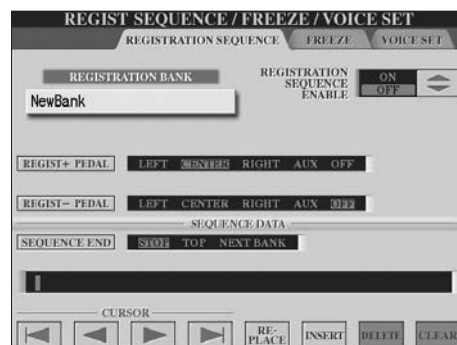 REGIST SEQUENCE / FREEZE / VOICE SET
REGISTRATION SEQUENCE FREEZE VOICE SET
REGISTRATION BANK
NewBank
REGISTRATION SEQUENCE ENABLE
ON
OFF
REGIST+ PEDAL LEFT CENTER RIGHT AUX OFF
REGIST− PEDAL LEFT CENTER RIGHT AUX OFF
SEQUENCE DATA
SEQUENCE END STOP TOP NEXT BANK
CURSOR
RE-
PLACE INSERT DELETE CLEAR